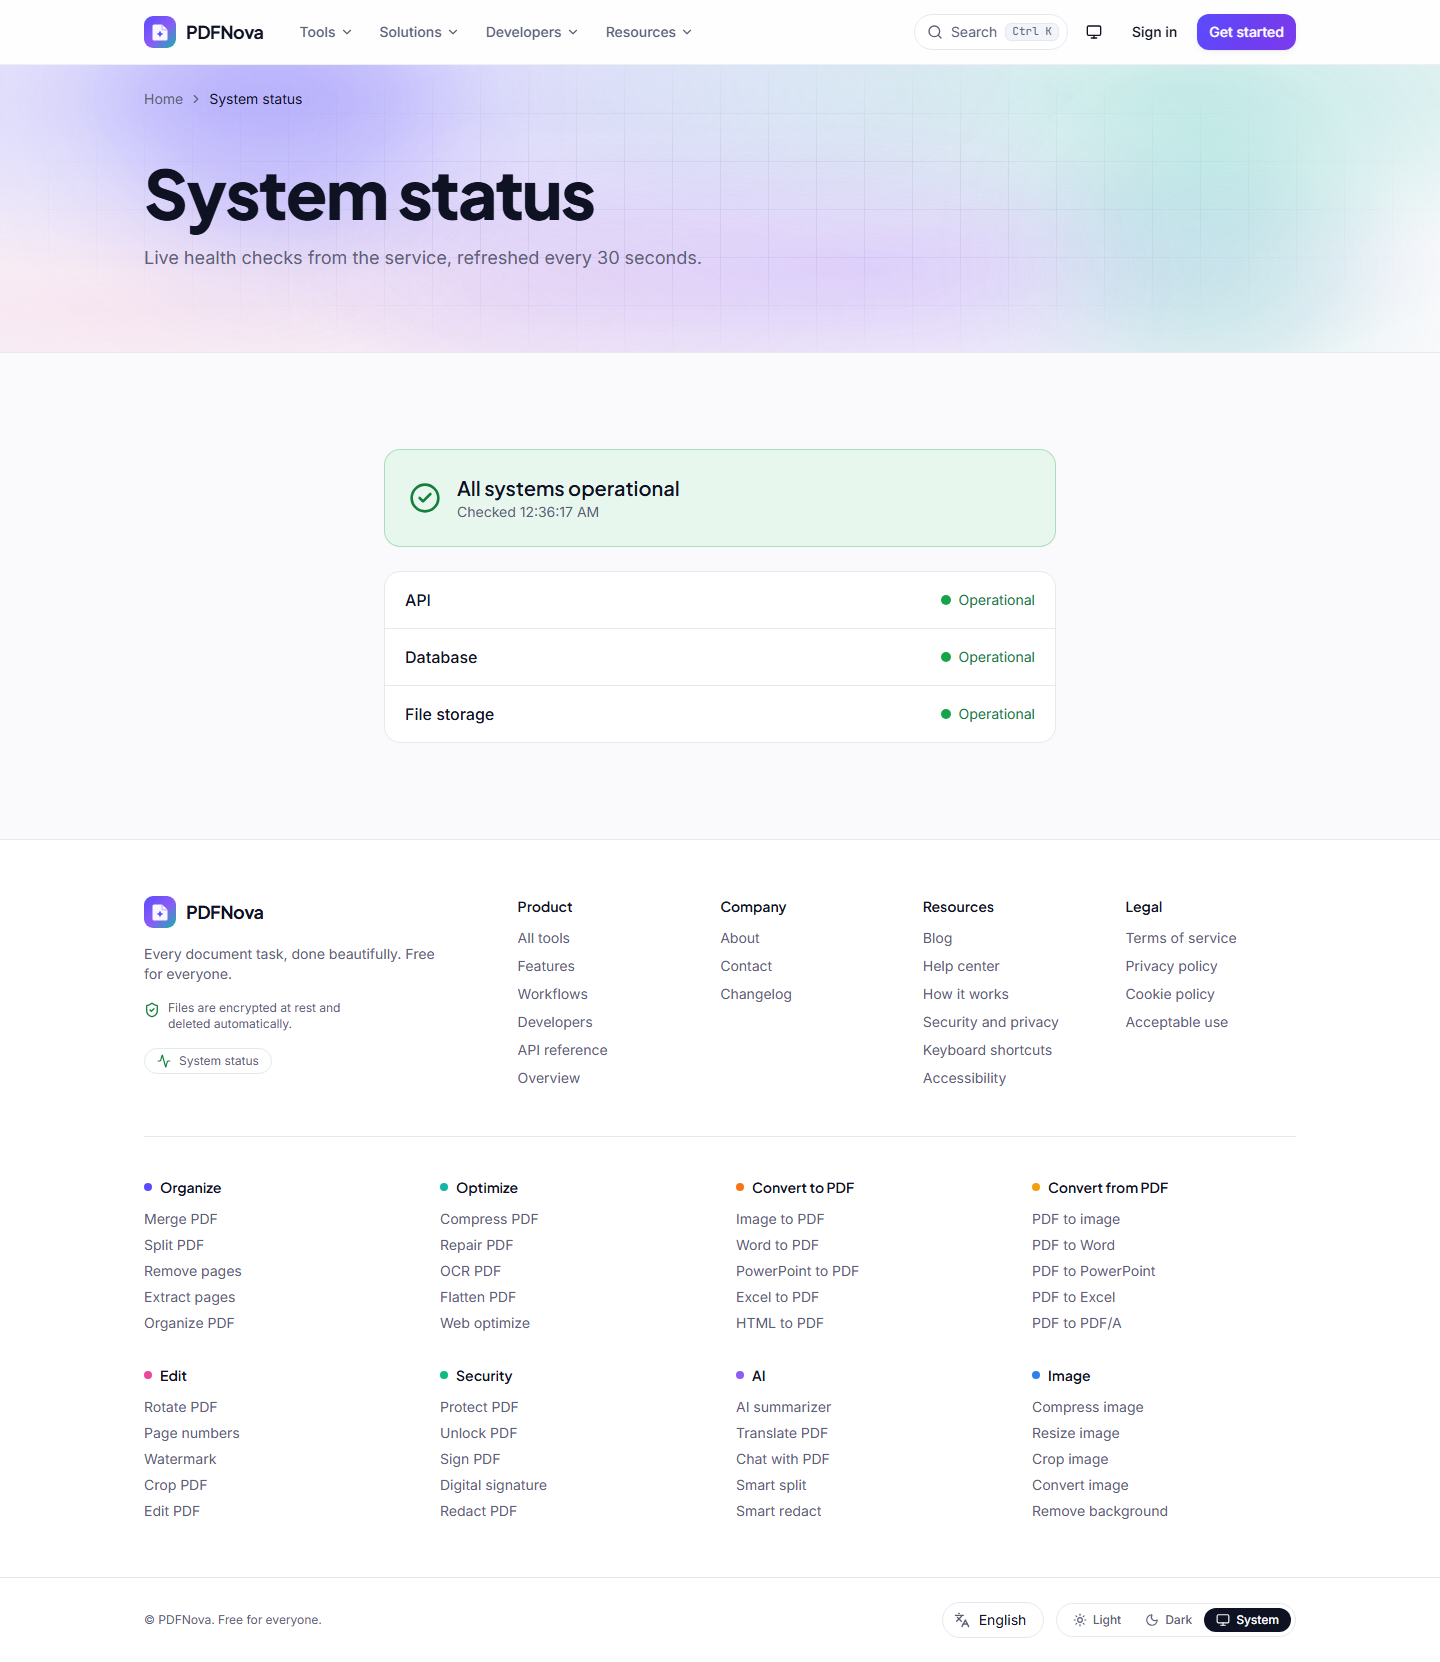 PDFNova
Tools
Solutions
Developers
Resources
Search Ctrl K
Sign in
Get started
Home > System status
System status
Live health checks from the service, refreshed every 30 seconds.
All systems operational
Checked 12:36:17 AM
API
Operational
Database
Operational
File storage
Operational
PDFNova
Every document task, done beautifully. Free
for everyone.
Files are encrypted at rest and
deleted automatically.
System status
Product
All tools
Features
Workflows
Developers
API reference
Overview
Company
About
Contact
Changelog
Resources
Blog
Help center
How it works
Security and privacy
Keyboard shortcuts
Accessibility
Legal
Terms of service
Privacy policy
Cookie policy
Acceptable use
Organize
Merge PDF
Split PDF
Remove pages
Extract pages
Organize PDF
Optimize
Compress PDF
Repair PDF
OCR PDF
Flatten PDF
Web optimize
Convert to PDF
Image to PDF
Word to PDF
PowerPoint to PDF
Excel to PDF
HTML to PDF
Convert from PDF
PDF to image
PDF to Word
PDF to PowerPoint
PDF to Excel
PDF to PDF/A
Edit
Rotate PDF
Page numbers
Watermark
Crop PDF
Edit PDF
Security
Protect PDF
Unlock PDF
Sign PDF
Digital signature
Redact PDF
AI
AI summarizer
Translate PDF
Chat with PDF
Smart split
Smart redact
Image
Compress image
Resize image
Crop image
Convert image
Remove background
© PDFNova. Free for everyone.
English
Light
Dark
System